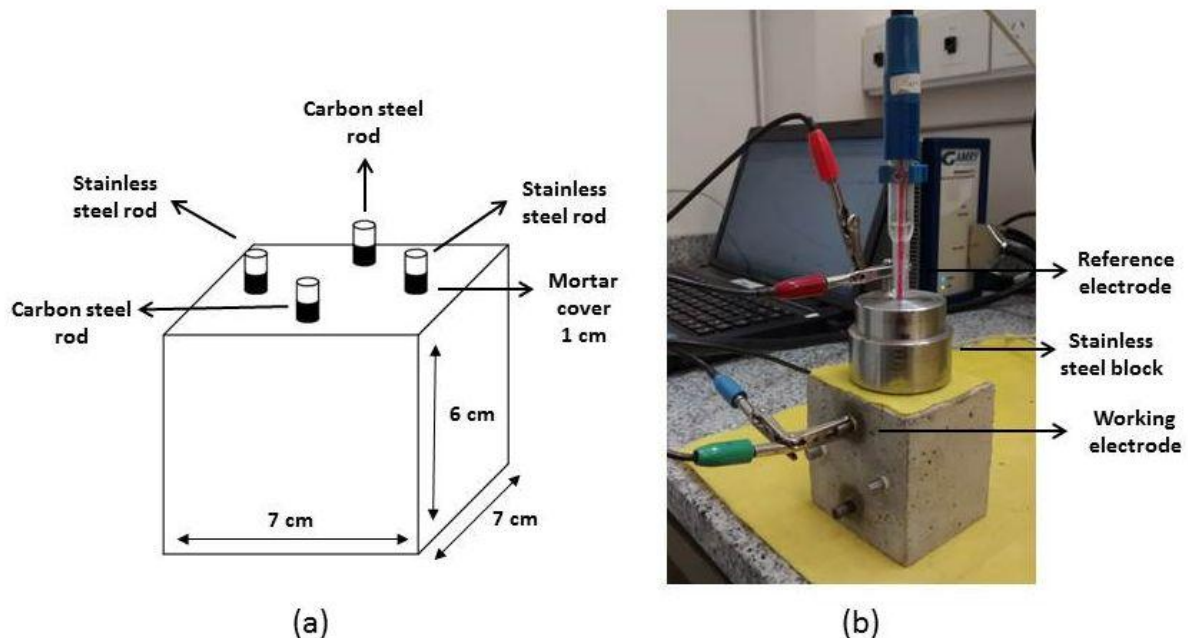 Carbon steel
rod
Stainless
steel rod
Stainless
steel rod
Carbon steel
rod
Mortar
cover
1 cm
6 cm
7 cm
7 cm
(a)
GAMRY
Reference
electrode
Stainless
steel block
Working
electrode
(b)